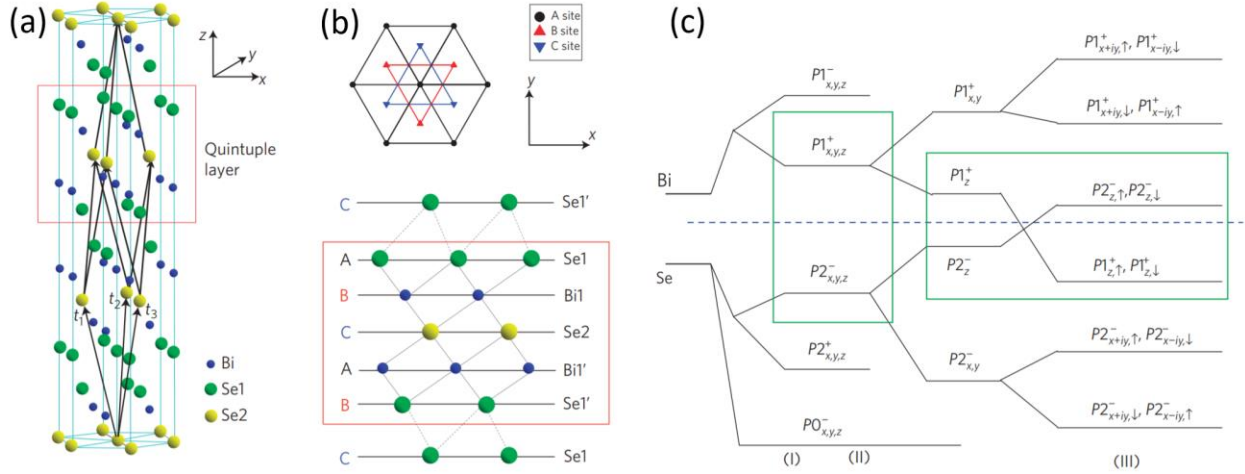 (a)
z
y
x
Quintuple
layer
t1
t2
t3
Bi
Se1
Se2
(b)
A site
B site
C site
y
x
C Se1'
A Se1
B Bi1
C Se2
A Bi1'
B Se1'
C Se1
(c)
Bi
Se
P1⁻x,y,z
P1⁺x,y,z
P2⁻x,y,z
P2⁺x,y,z
P0⁻x,y,z
P1⁺x,y
P1⁺z
P2⁻z
P2⁻x,y
P1⁺x+iy,↑, P1⁺x−iy,↓
P1⁺x+iy,↓, P1⁺x−iy,↑
P2⁻z,↑, P2⁻z,↓
P1⁺z,↑, P1⁺z,↓
P2⁻x+iy,↑, P2⁻x−iy,↓
P2⁻x+iy,↓, P2⁻x−iy,↑
(I) (II) (III)